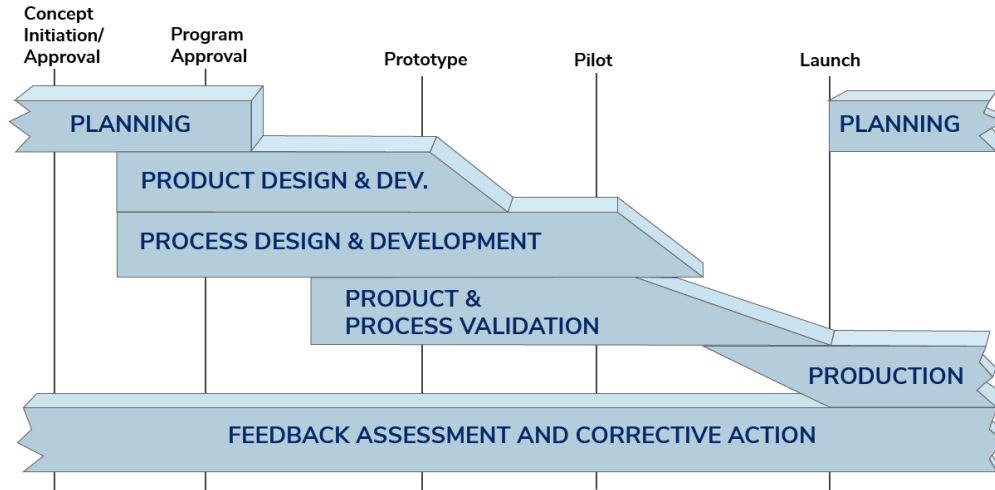 Concept
Initiation/
Approval
Program
Approval
Prototype
Pilot
Launch
PLANNING
PLANNING
PRODUCT DESIGN & DEV.
PROCESS DESIGN & DEVELOPMENT
PRODUCT &
PROCESS VALIDATION
PRODUCTION
FEEDBACK ASSESSMENT AND CORRECTIVE ACTION